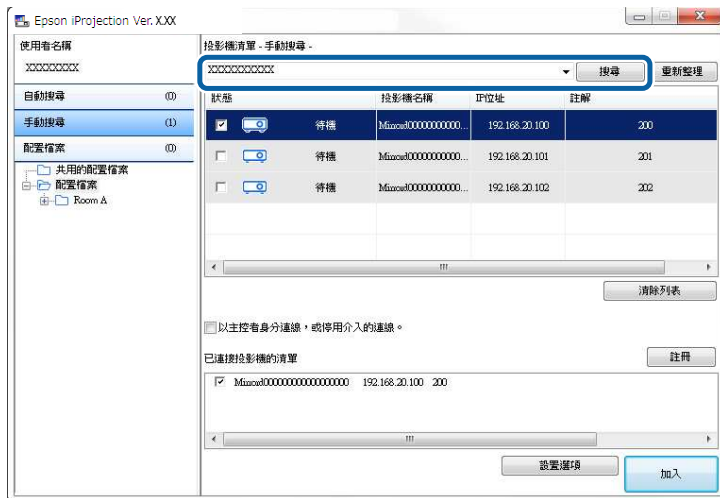 Epson iProjection Ver. X.XX
使用者名稱
XXXXXXXX
自動搜尋 (0)
手動搜尋 (1)
配置檔案 (0)
共用的配置檔案
配置檔案
Room A
投影機清單 - 手動搜尋 -
XXXXXXXXXX 搜尋 重新整理
狀態 投影機名稱 IP位址 註解
待機 192.168.20.100 200
待機 192.168.20.101 201
待機 192.168.20.102 202
清除列表
以主控者身分連線，或停用介入的連線。
已連接投影機的清單 註冊
192.168.20.100 200
設置選項 加入